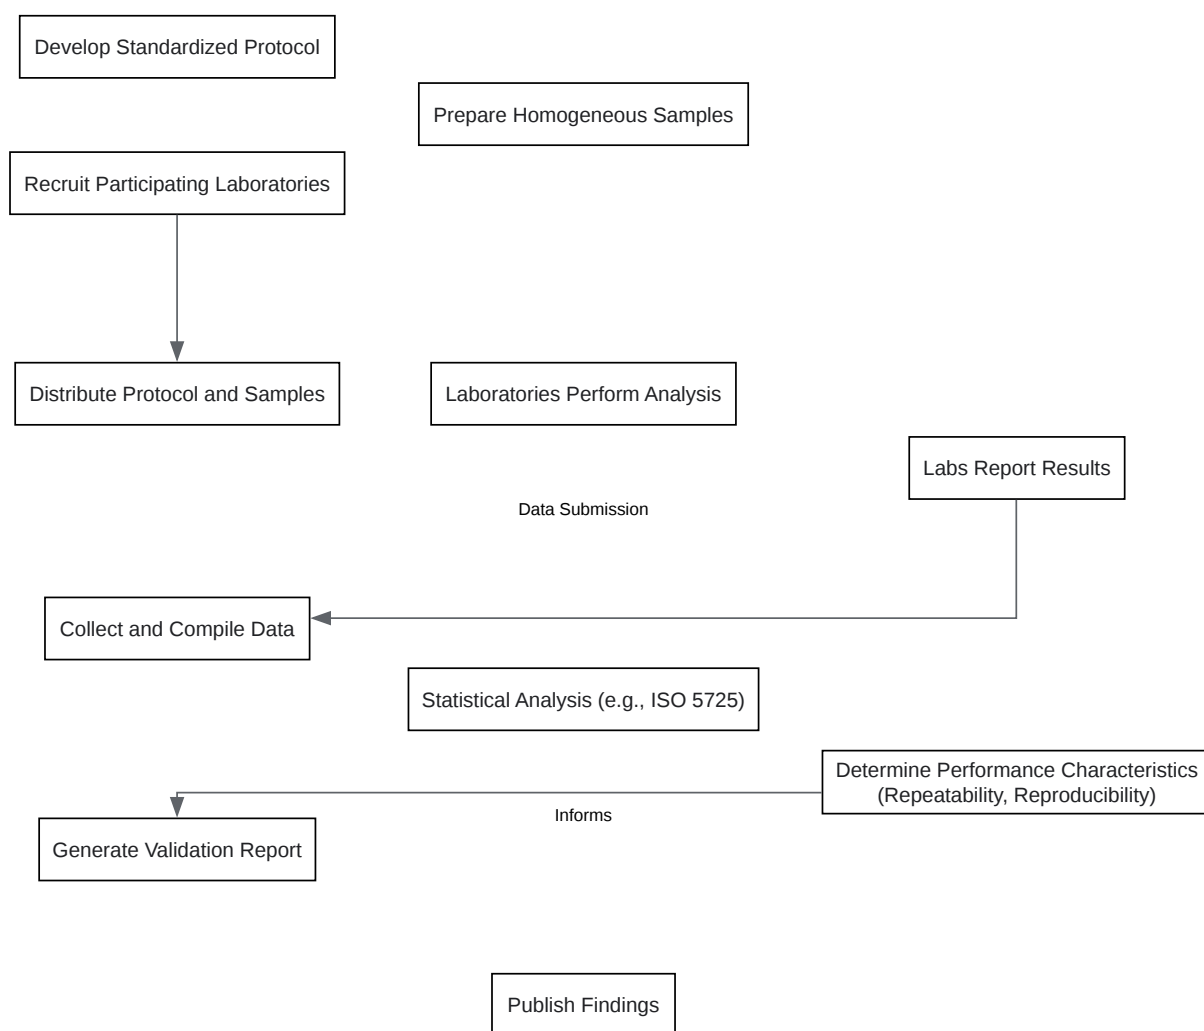 Develop Standardized Protocol
Prepare Homogeneous Samples
Recruit Participating Laboratories
Distribute Protocol and Samples
Laboratories Perform Analysis
Labs Report Results
Data Submission
Collect and Compile Data
Statistical Analysis (e.g., ISO 5725)
Determine Performance Characteristics
(Repeatability, Reproducibility)
Informs
Generate Validation Report
Publish Findings